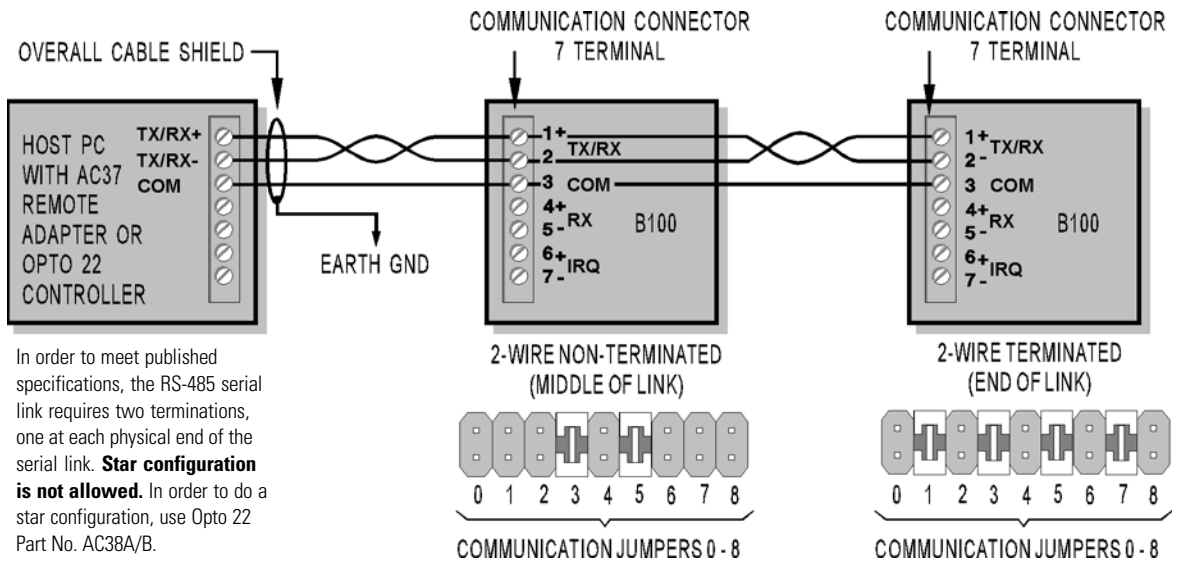 COMMUNICATION CONNECTOR
7 TERMINAL
COMMUNICATION CONNECTOR
7 TERMINAL
OVERALL CABLE SHIELD
HOST PC
WITH AC37
REMOTE
ADAPTER OR
OPTO 22
CONTROLLER
TX/RX+
TX/RX-
COM
EARTH GND
1+
2-
TX/RX
3 COM
4+
5-
RX
6+
7-
IRQ
B100
1+
2-
TX/RX
3 COM
4+
5-
RX
6+
7-
IRQ
B100
In order to meet published
specifications, the RS-485 serial
link requires two terminations,
one at each physical end of the
serial link. Star configuration
is not allowed. In order to do a
star configuration, use Opto 22
Part No. AC38A/B.
2-WIRE NON-TERMINATED
(MIDDLE OF LINK)
0 1 2 3 4 5 6 7 8
COMMUNICATION JUMPERS 0 - 8
2-WIRE TERMINATED
(END OF LINK)
0 1 2 3 4 5 6 7 8
COMMUNICATION JUMPERS 0 - 8